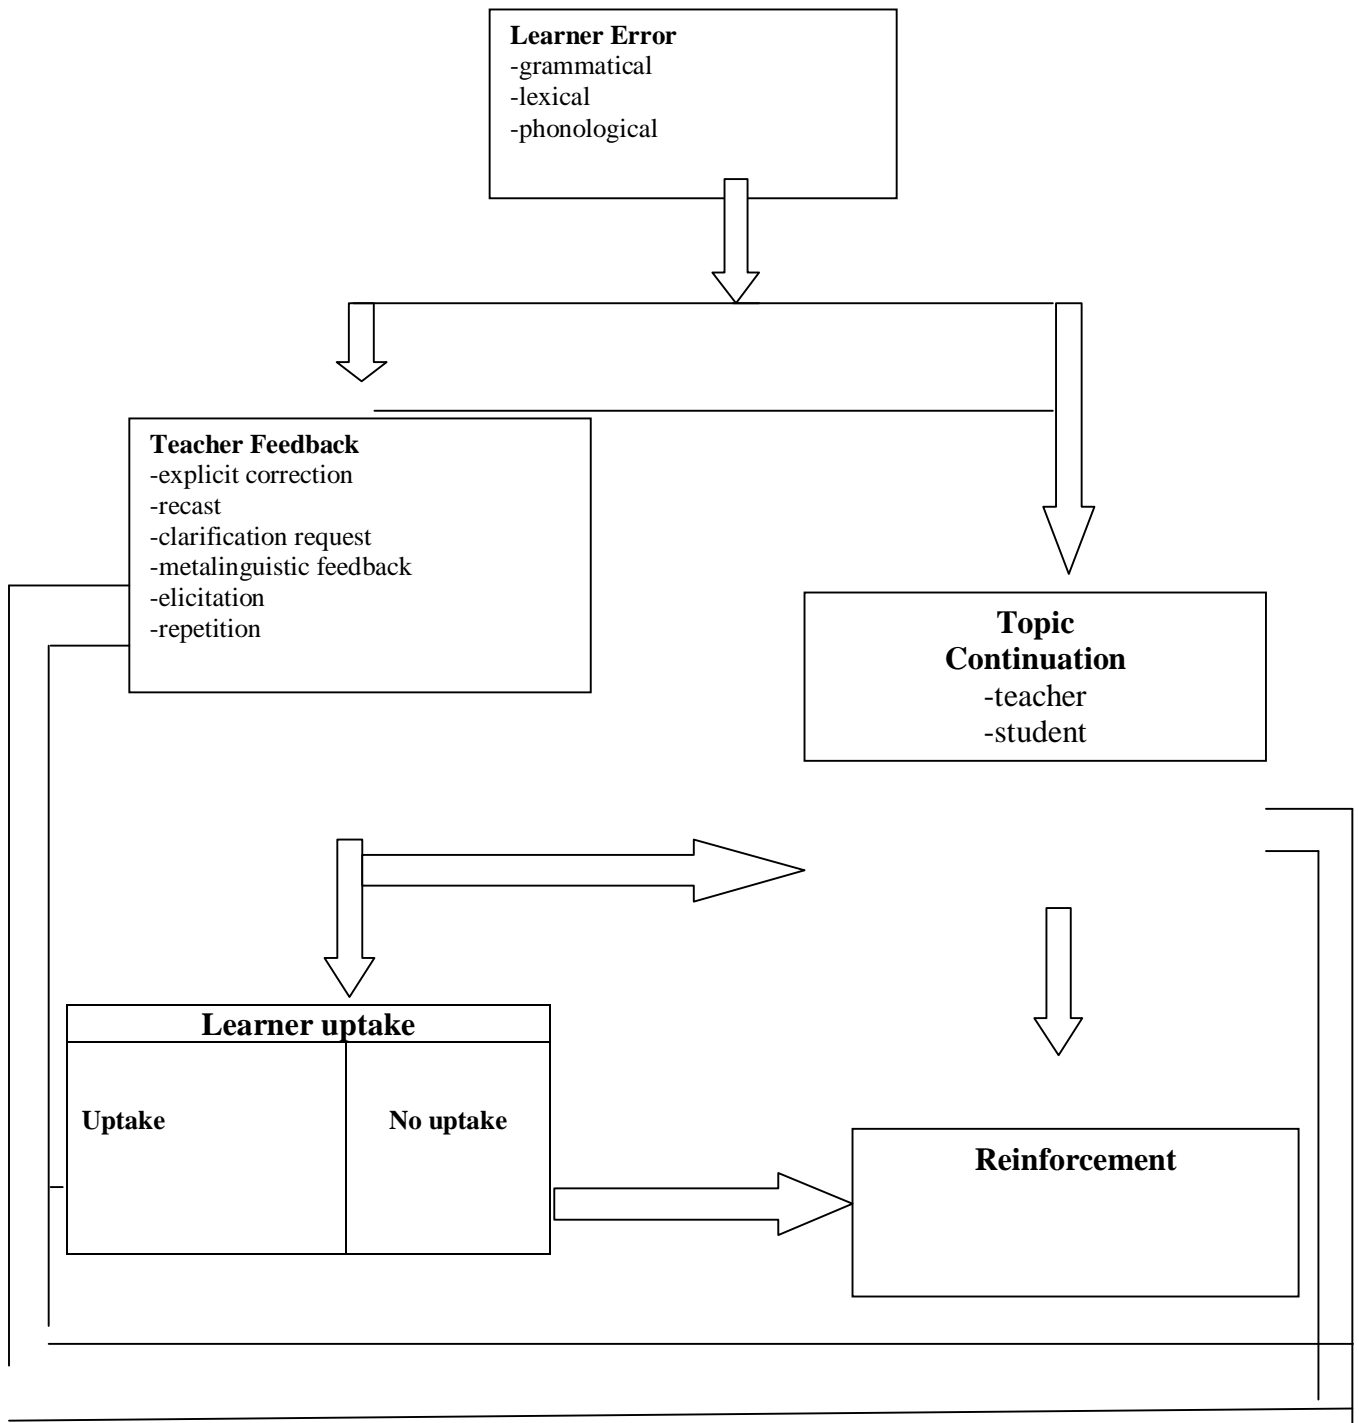 Learner Error
-grammatical
-lexical
-phonological
Teacher Feedback
-explicit correction
-recast
-clarification request
-metalinguistic feedback
-elicitation
-repetition
Topic
Continuation
-teacher
-student
Learner uptake
Uptake
No uptake
Reinforcement